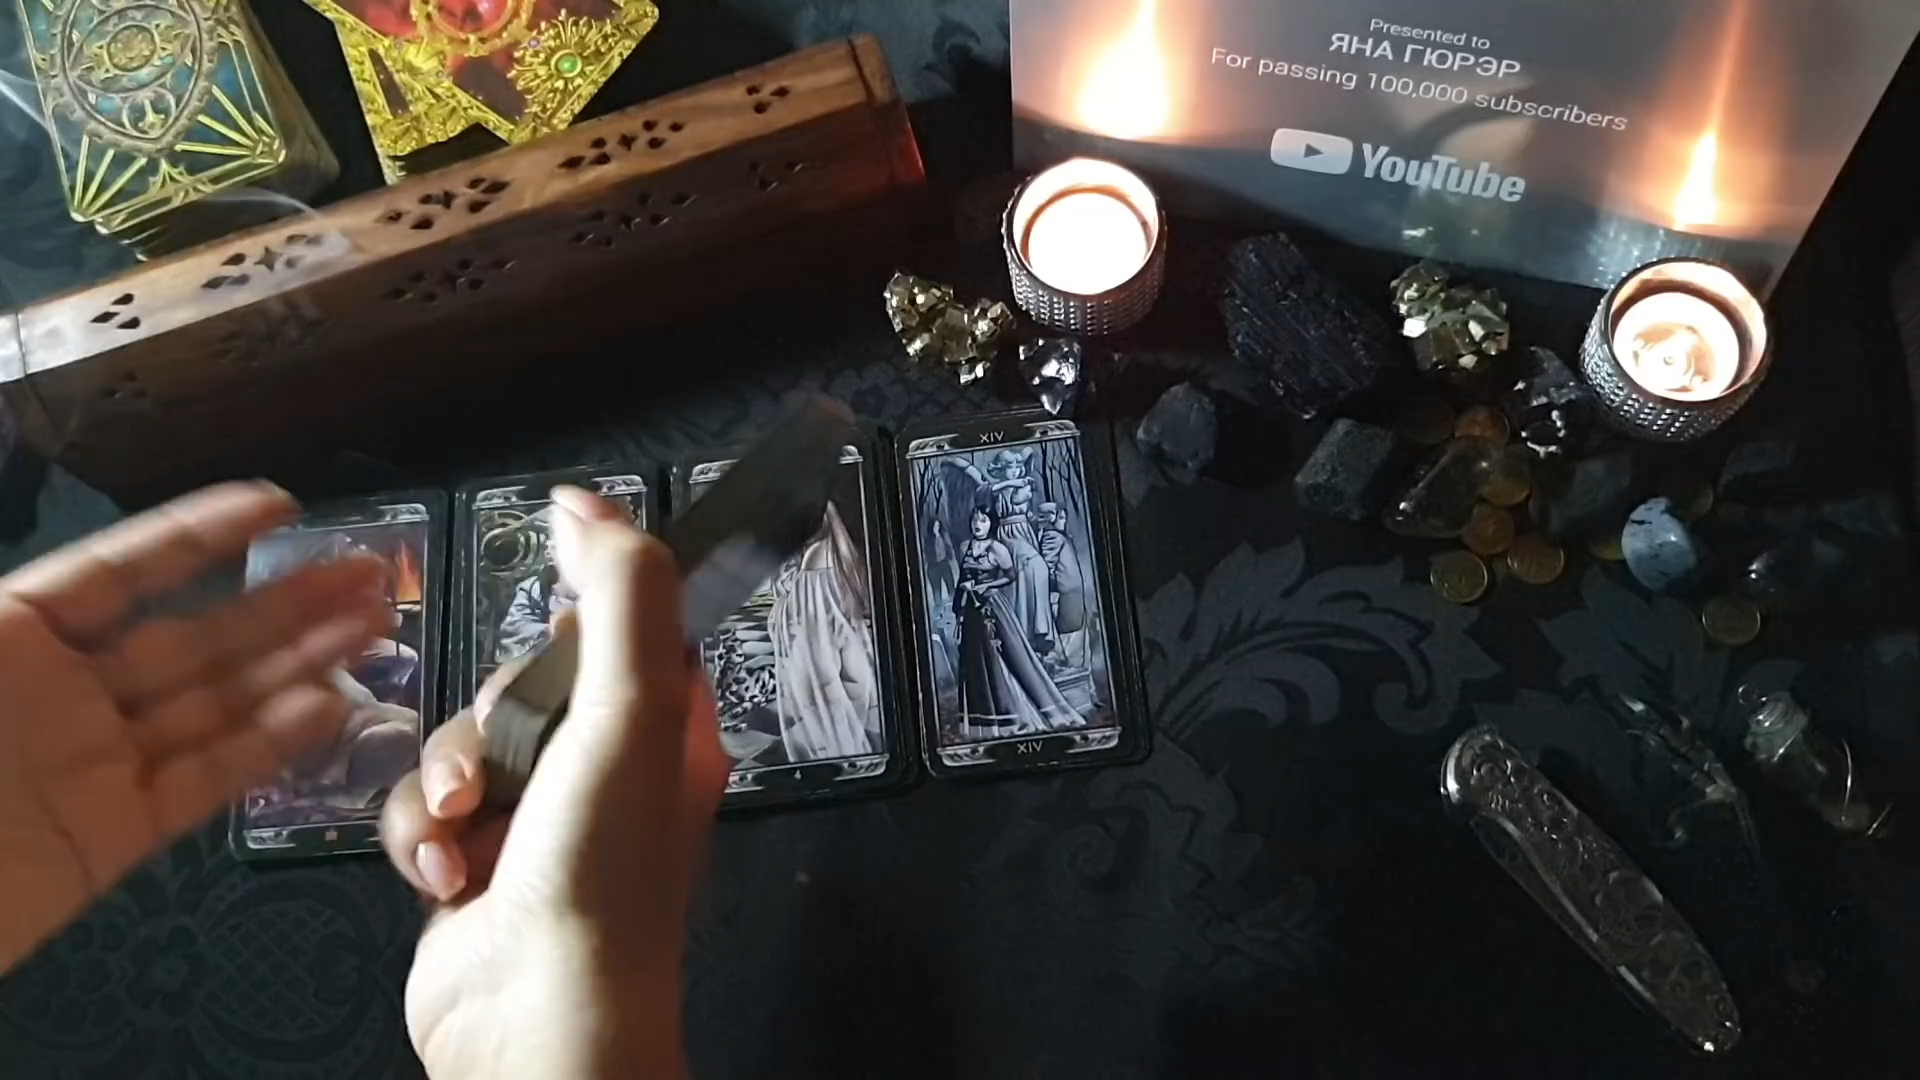 Presented to
ЯНА ГЮРЭР
For passing 100,000 subscribers
YouTube
XIV
XIV